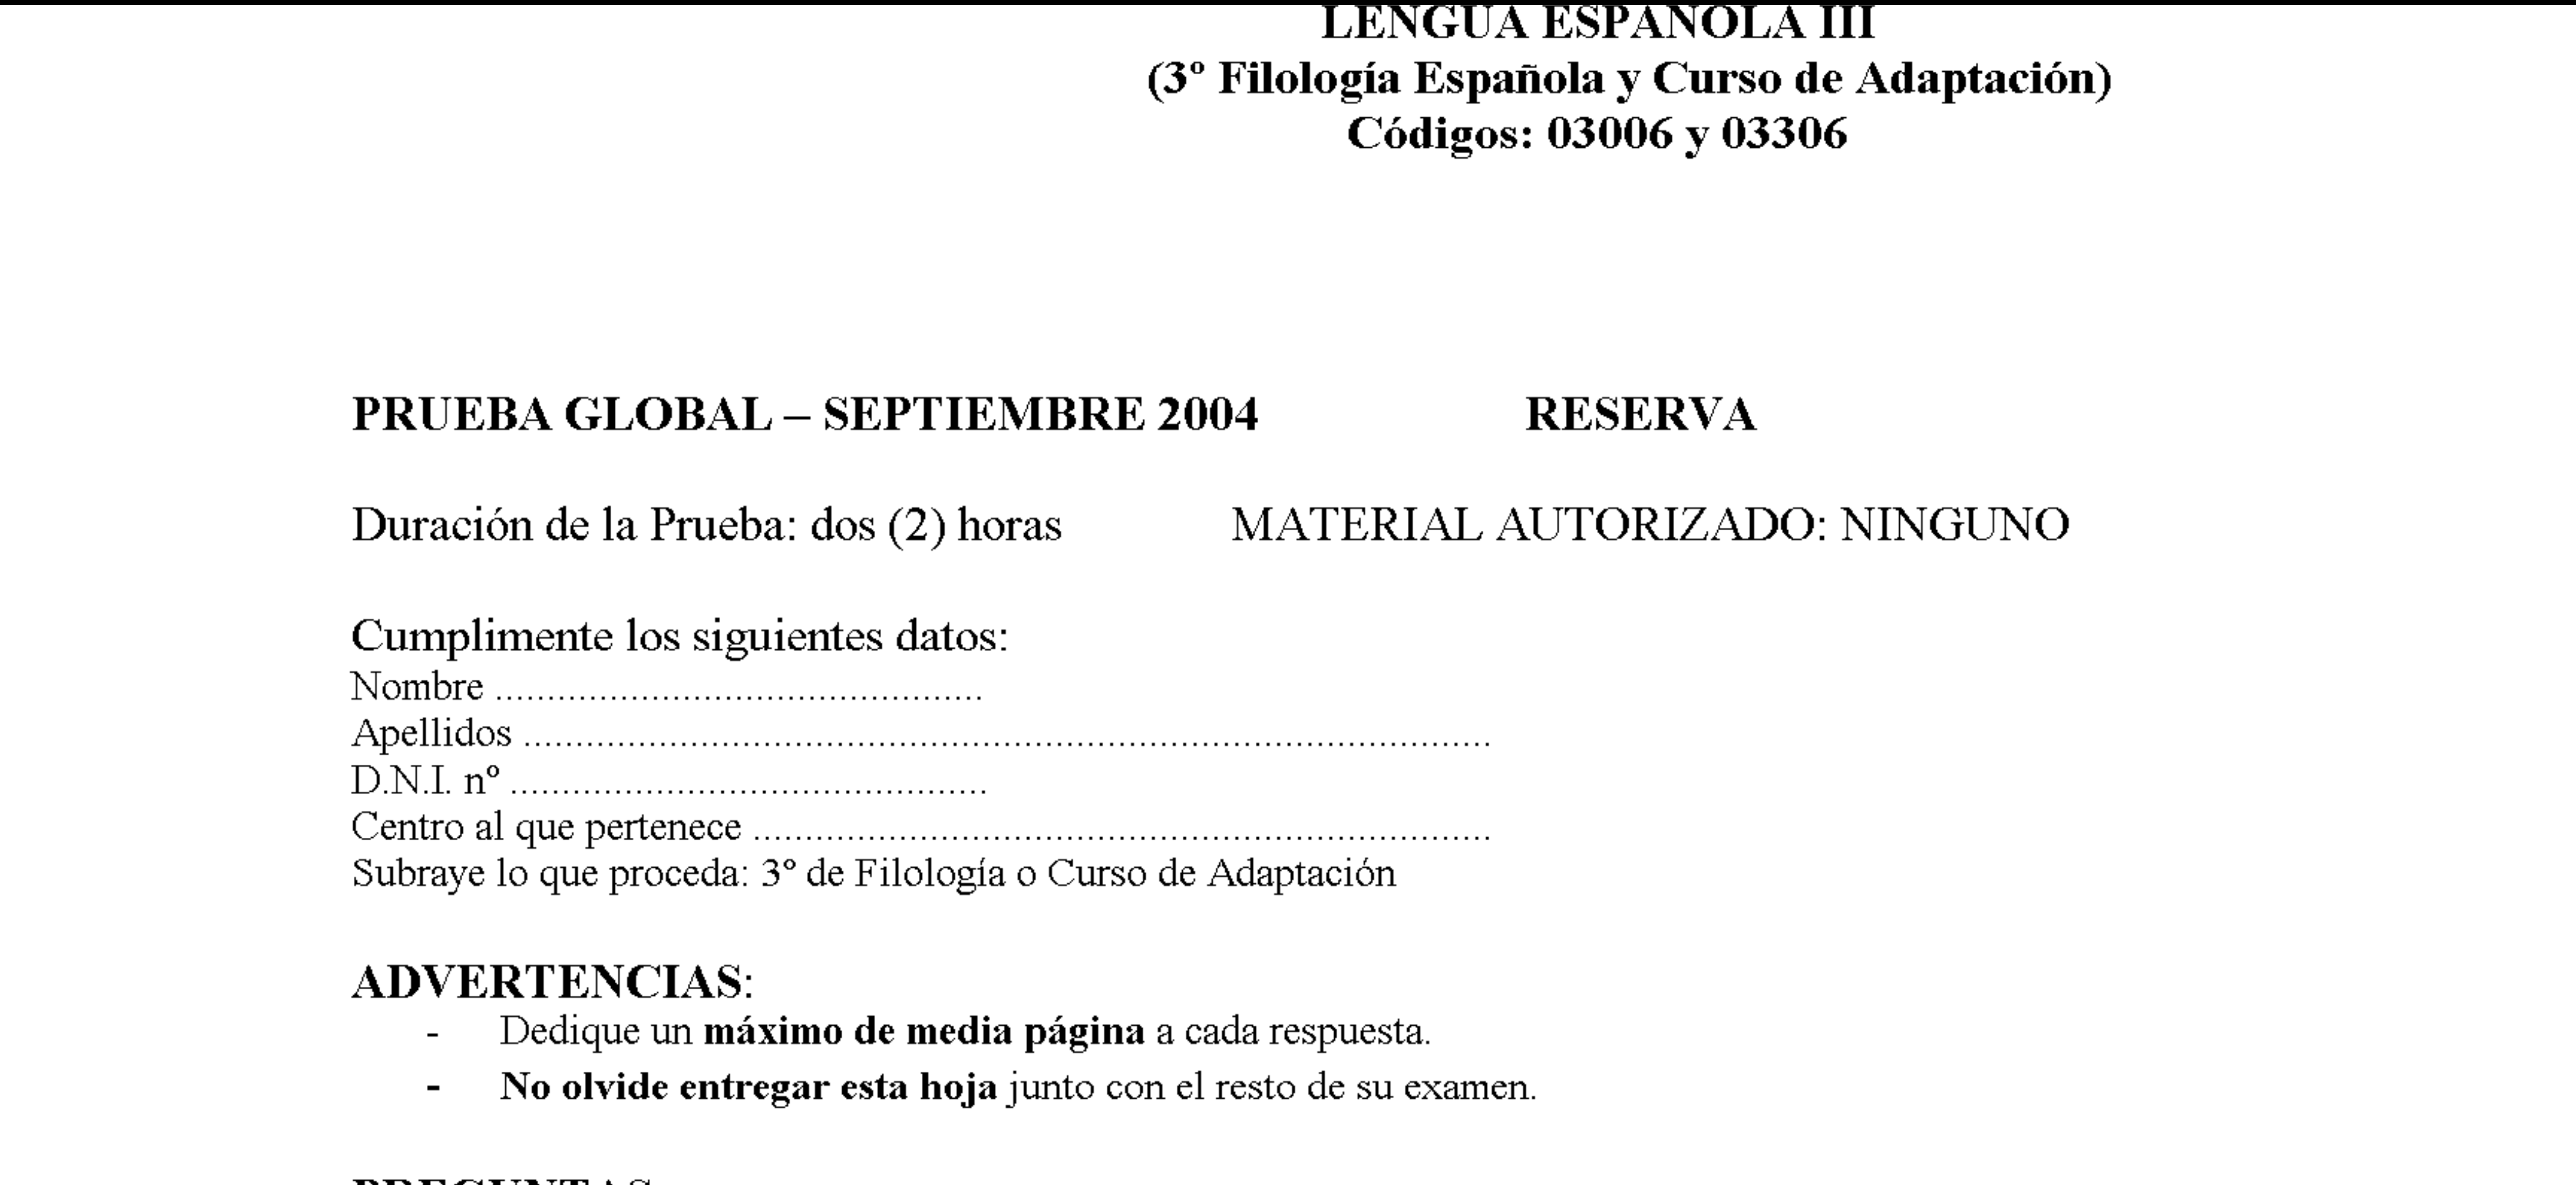 LENGUA ESPAÑOLA III
(3º Filología Española y Curso de Adaptación)
Códigos: 03006 y 03306
PRUEBA GLOBAL – SEPTIEMBRE 2004 RESERVA
Duración de la Prueba: dos (2) horas MATERIAL AUTORIZADO: NINGUNO
Cumplimente los siguientes datos:
Nombre ...............................................
Apellidos .............................................................................................
D.N.I. nº ..............................................
Centro al que pertenece .......................................................................
Subraye lo que proceda: 3º de Filología o Curso de Adaptación
ADVERTENCIAS:
- Dedique un máximo de media página a cada respuesta.
- No olvide entregar esta hoja junto con el resto de su examen.
PREGUNTAS